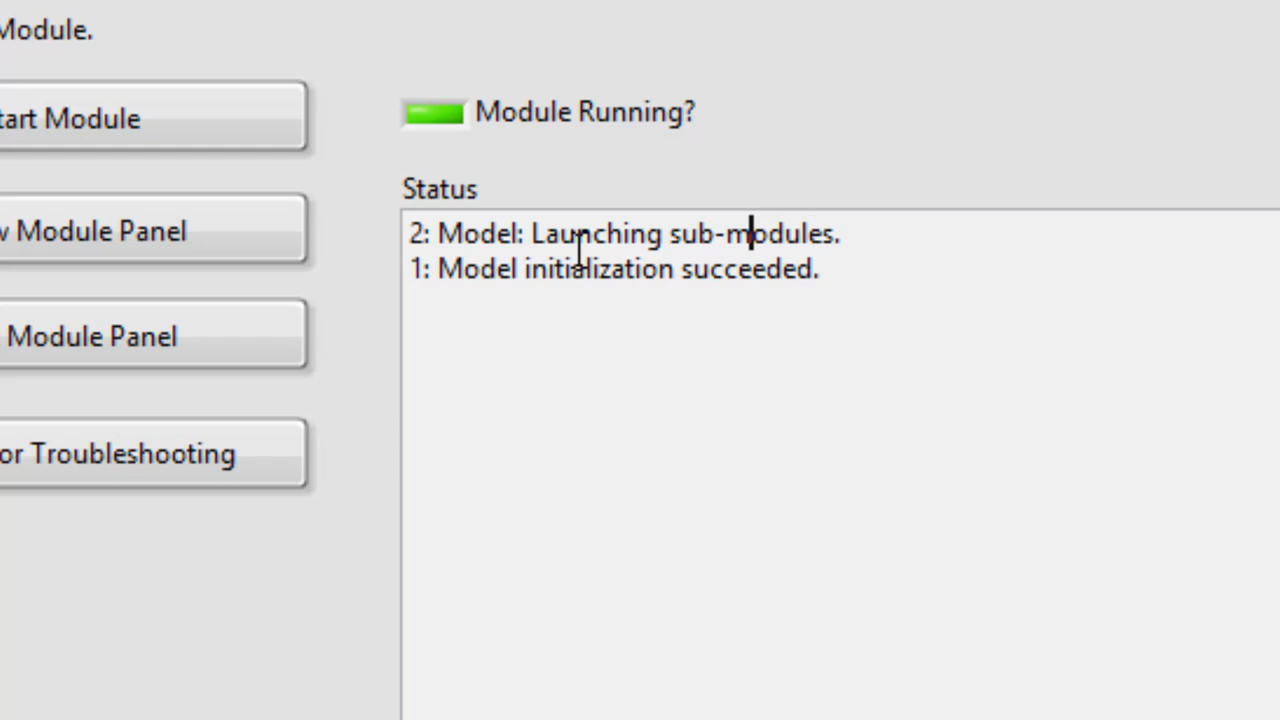 Module.
tart Module
Module Running?
Status
w Module Panel
2: Model: Launching sub-modules.
1: Model initialization succeeded.
Module Panel
or Troubleshooting